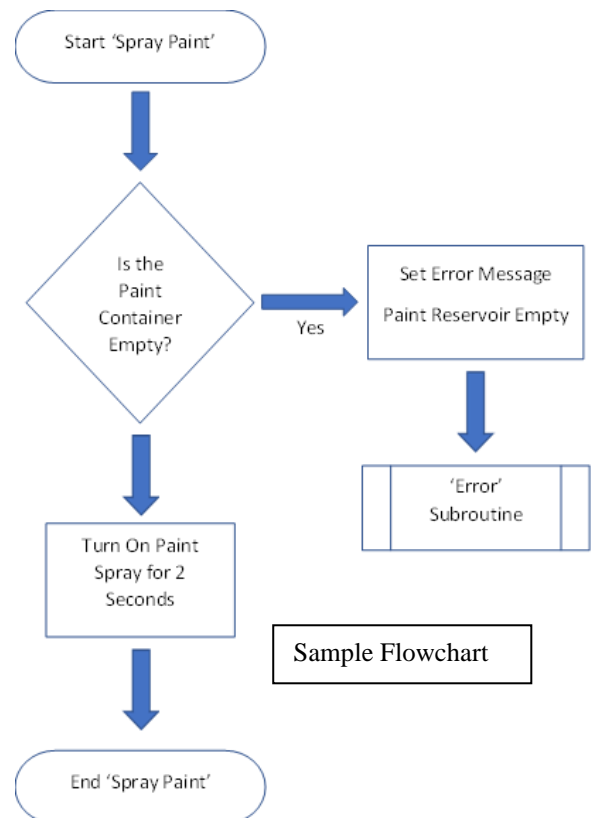 Start ‘Spray Paint’
Is the
Paint
Container
Empty?
Yes
Set Error Message
Paint Reservoir Empty
‘Error’
Subroutine
Turn On Paint
Spray for 2
Seconds
Sample Flowchart
End ‘Spray Paint’